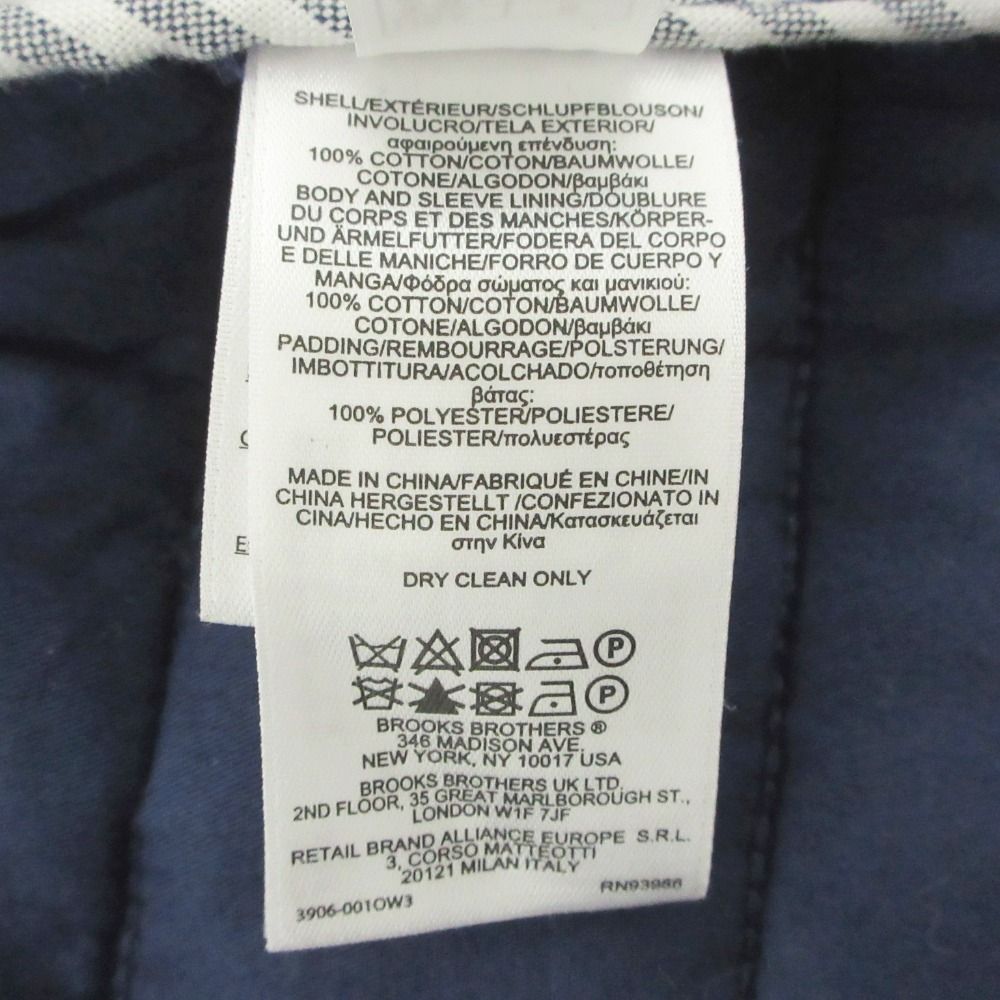 SHELL/EXTÉRIEUR/SCHLUPFBLOUSON/
INVOLUCRO/TELA EXTERIOR/
αφαιρούμενη επένδυση:
100% COTTON/COTON/BAUMWOLLE/
COTONE/ALGODON/βαμβάκι
BODY AND SLEEVE LINING/DOUBLURE
DU CORPS ET DES MANCHES/KÖRPER-
UND ÄRMELFUTTER/FODERA DEL CORPO
E DELLE MANICHE/FORRO DE CUERPO Y
MANGA/Φόδρα σώματος και μανικιού:
100% COTTON/COTON/BAUMWOLLE/
COTONE/ALGODON/βαμβάκι
PADDING/REMBOURRAGE/POLSTERUNG/
IMBOTTITURA/ACOLCHADO/τοποθέτηση
βάτας:
100% POLYESTER/POLIESTERE/
POLIESTER/πολυεστέρας
MADE IN CHINA/FABRIQUÉ EN CHINE/IN
CHINA HERGESTELLT /CONFEZIONATO IN
CINA/HECHO EN CHINA/Κατασκευάζεται
στην Κίνα
DRY CLEAN ONLY
P
P
BROOKS BROTHERS ®
346 MADISON AVE.
NEW YORK, NY 10017 USA
BROOKS BROTHERS UK LTD.
2ND FLOOR, 35 GREAT MARLBOROUGH ST.,
LONDON W1F 7JF
RETAIL BRAND ALLIANCE EUROPE S.R.L.
3, CORSO MATTEOTTI
20121 MILAN ITALY
RN93966
3906-001OW3